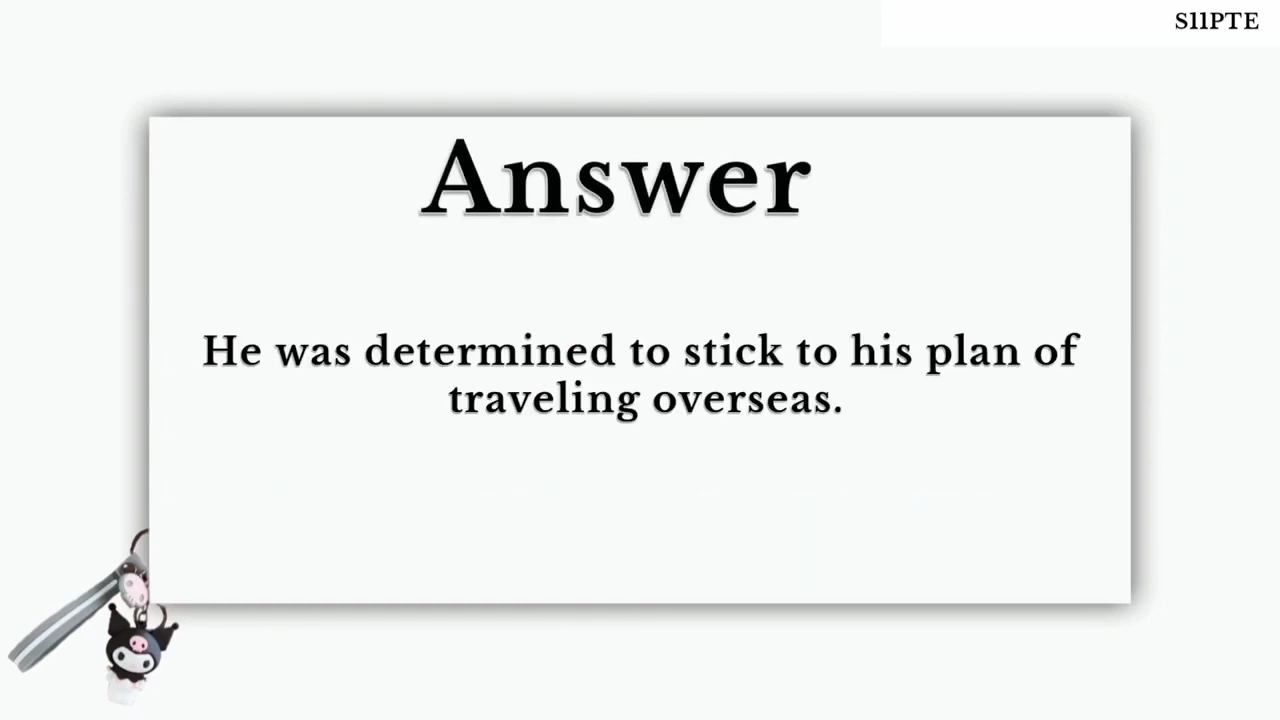 S11PTE
Answer
He was determined to stick to his plan of
traveling overseas.